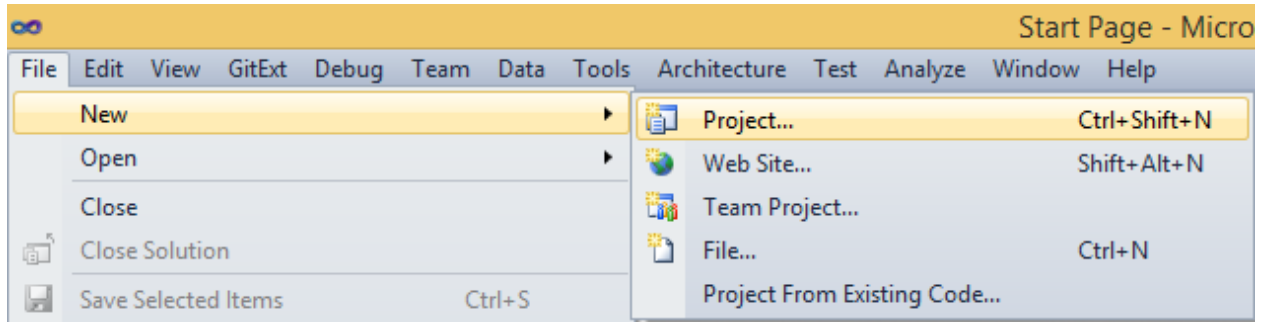 Start Page - Micro
File Edit View GitExt Debug Team Data Tools Architecture Test Analyze Window Help
New
Open
Close
Close Solution
Save Selected Items Ctrl+S
Project... Ctrl+Shift+N
Web Site... Shift+Alt+N
Team Project...
File... Ctrl+N
Project From Existing Code...